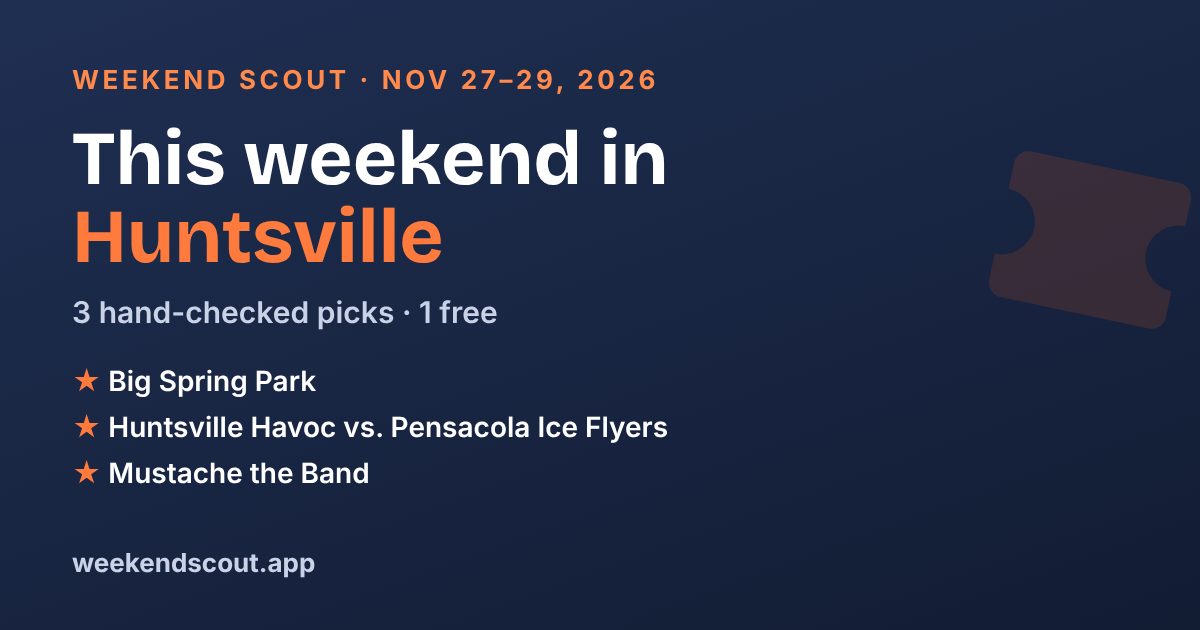 WEEKEND SCOUT · NOV 27–29, 2026
This weekend in
Huntsville
3 hand-checked picks · 1 free
★ Big Spring Park
★ Huntsville Havoc vs. Pensacola Ice Flyers
★ Mustache the Band
weekendscout.app